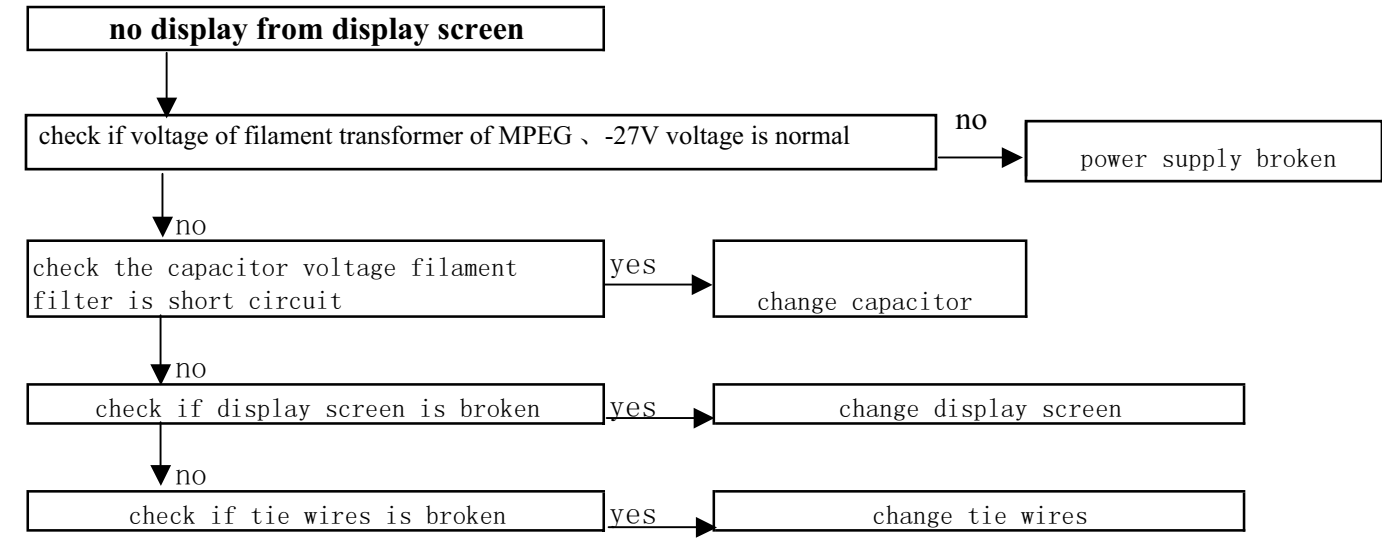 no display from display screen
check if voltage of filament transformer of MPEG 、-27V voltage is normal
no
power supply broken
no
check the capacitor voltage filament
filter is short circuit
yes
change capacitor
no
check if display screen is broken
yes
change display screen
no
check if tie wires is broken
yes
change tie wires